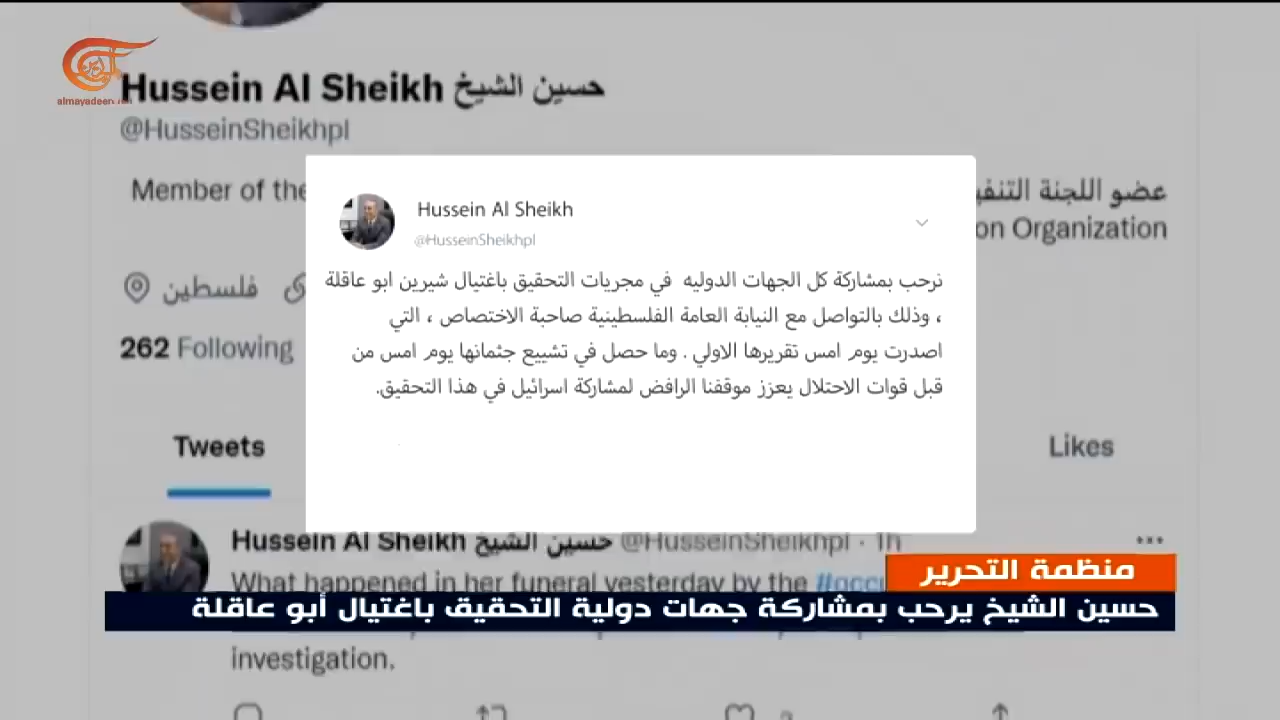 almayadeen.net
Hussein Al Sheikh حسين الشيخ
@HusseinSheikhpl
Member of the
عضو اللجنة
on Organization
فلسطين
262 Following
Hussein Al Sheikh
@HusseinSheikhpl
نرحب بمشاركة كل الجهات الدوليه في مجريات التحقيق باغتيال شيرين ابو عاقلة
، وذلك بالتواصل مع النيابة العامة الفلسطينية صاحبة الاختصاص ، التي
اصدرت يوم امس تقريرها الاولي . وما حصل في تشييع جثمانها يوم امس من
قبل قوات الاحتلال يعزز موقفنا الرافض لمشاركة اسرائيل في هذا التحقيق.
Tweets
Likes
Hussein Al Sheikh حسين الشيخ @HusseinSheikhpl · 1h
What happened in her funeral yesterday by the
منظمة التحرير
حسين الشيخ يرحب بمشاركة جهات دولية التحقيق باغتيال أبو عاقلة
investigation.